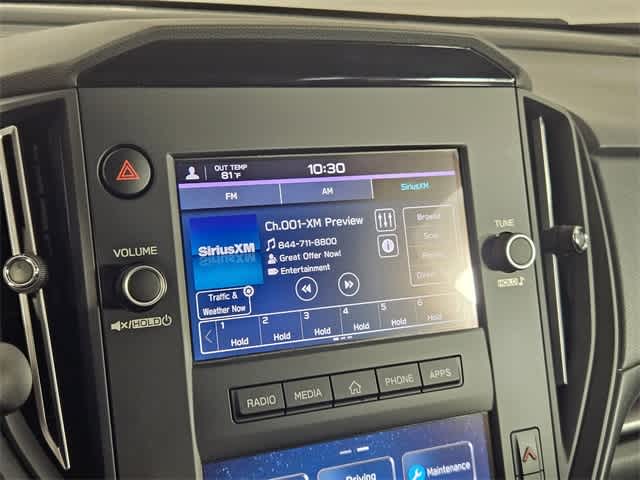 OUT TEMP
81°F
10:30
FM AM SiriusXM
Ch.001-XM Preview
SiriusXM
844-711-8800
Great Offer Now!
Entertainment
Browse
Scan
Traffic &
Weather Now
1 2 3 4 5 6
Hold Hold Hold Hold Hold Hold
VOLUME
HOLD
TUNE
HOLD
RADIO MEDIA PHONE APPS
Driving
Maintenance